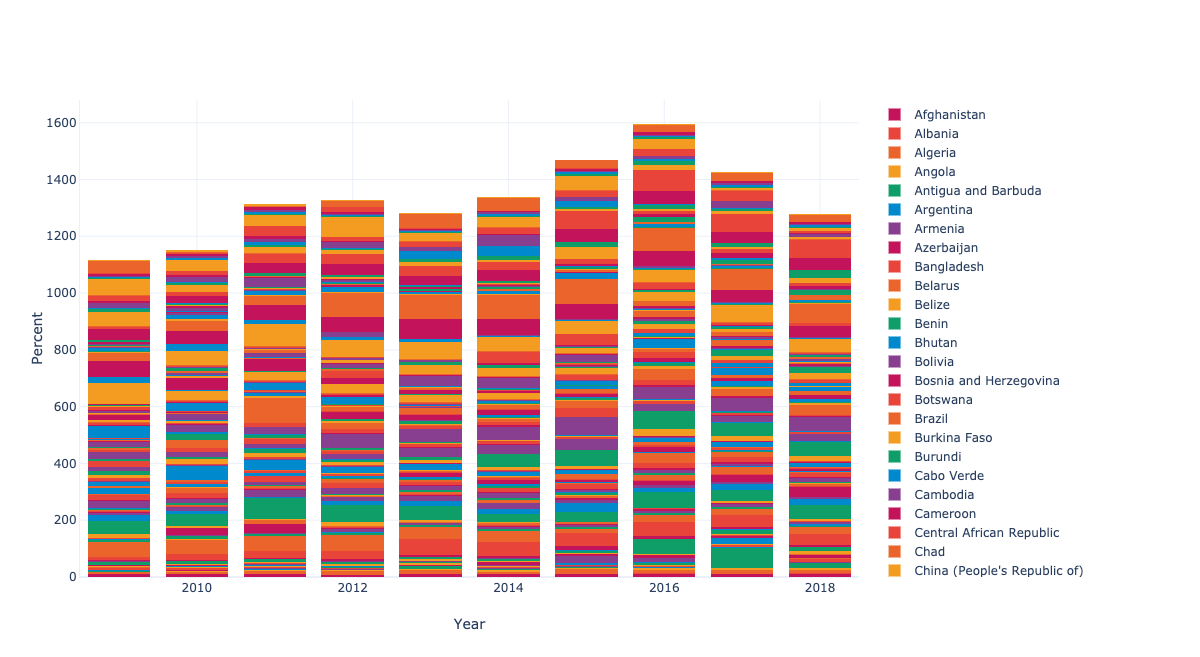 1600
1400
1200
1000
800
600
400
200
0
Percent
2010
2012
2014
2016
2018
Year
Afghanistan
Albania
Algeria
Angola
Antigua and Barbuda
Argentina
Armenia
Azerbaijan
Bangladesh
Belarus
Belize
Benin
Bhutan
Bolivia
Bosnia and Herzegovina
Botswana
Brazil
Burkina Faso
Burundi
Cabo Verde
Cambodia
Cameroon
Central African Republic
Chad
China (People's Republic of)